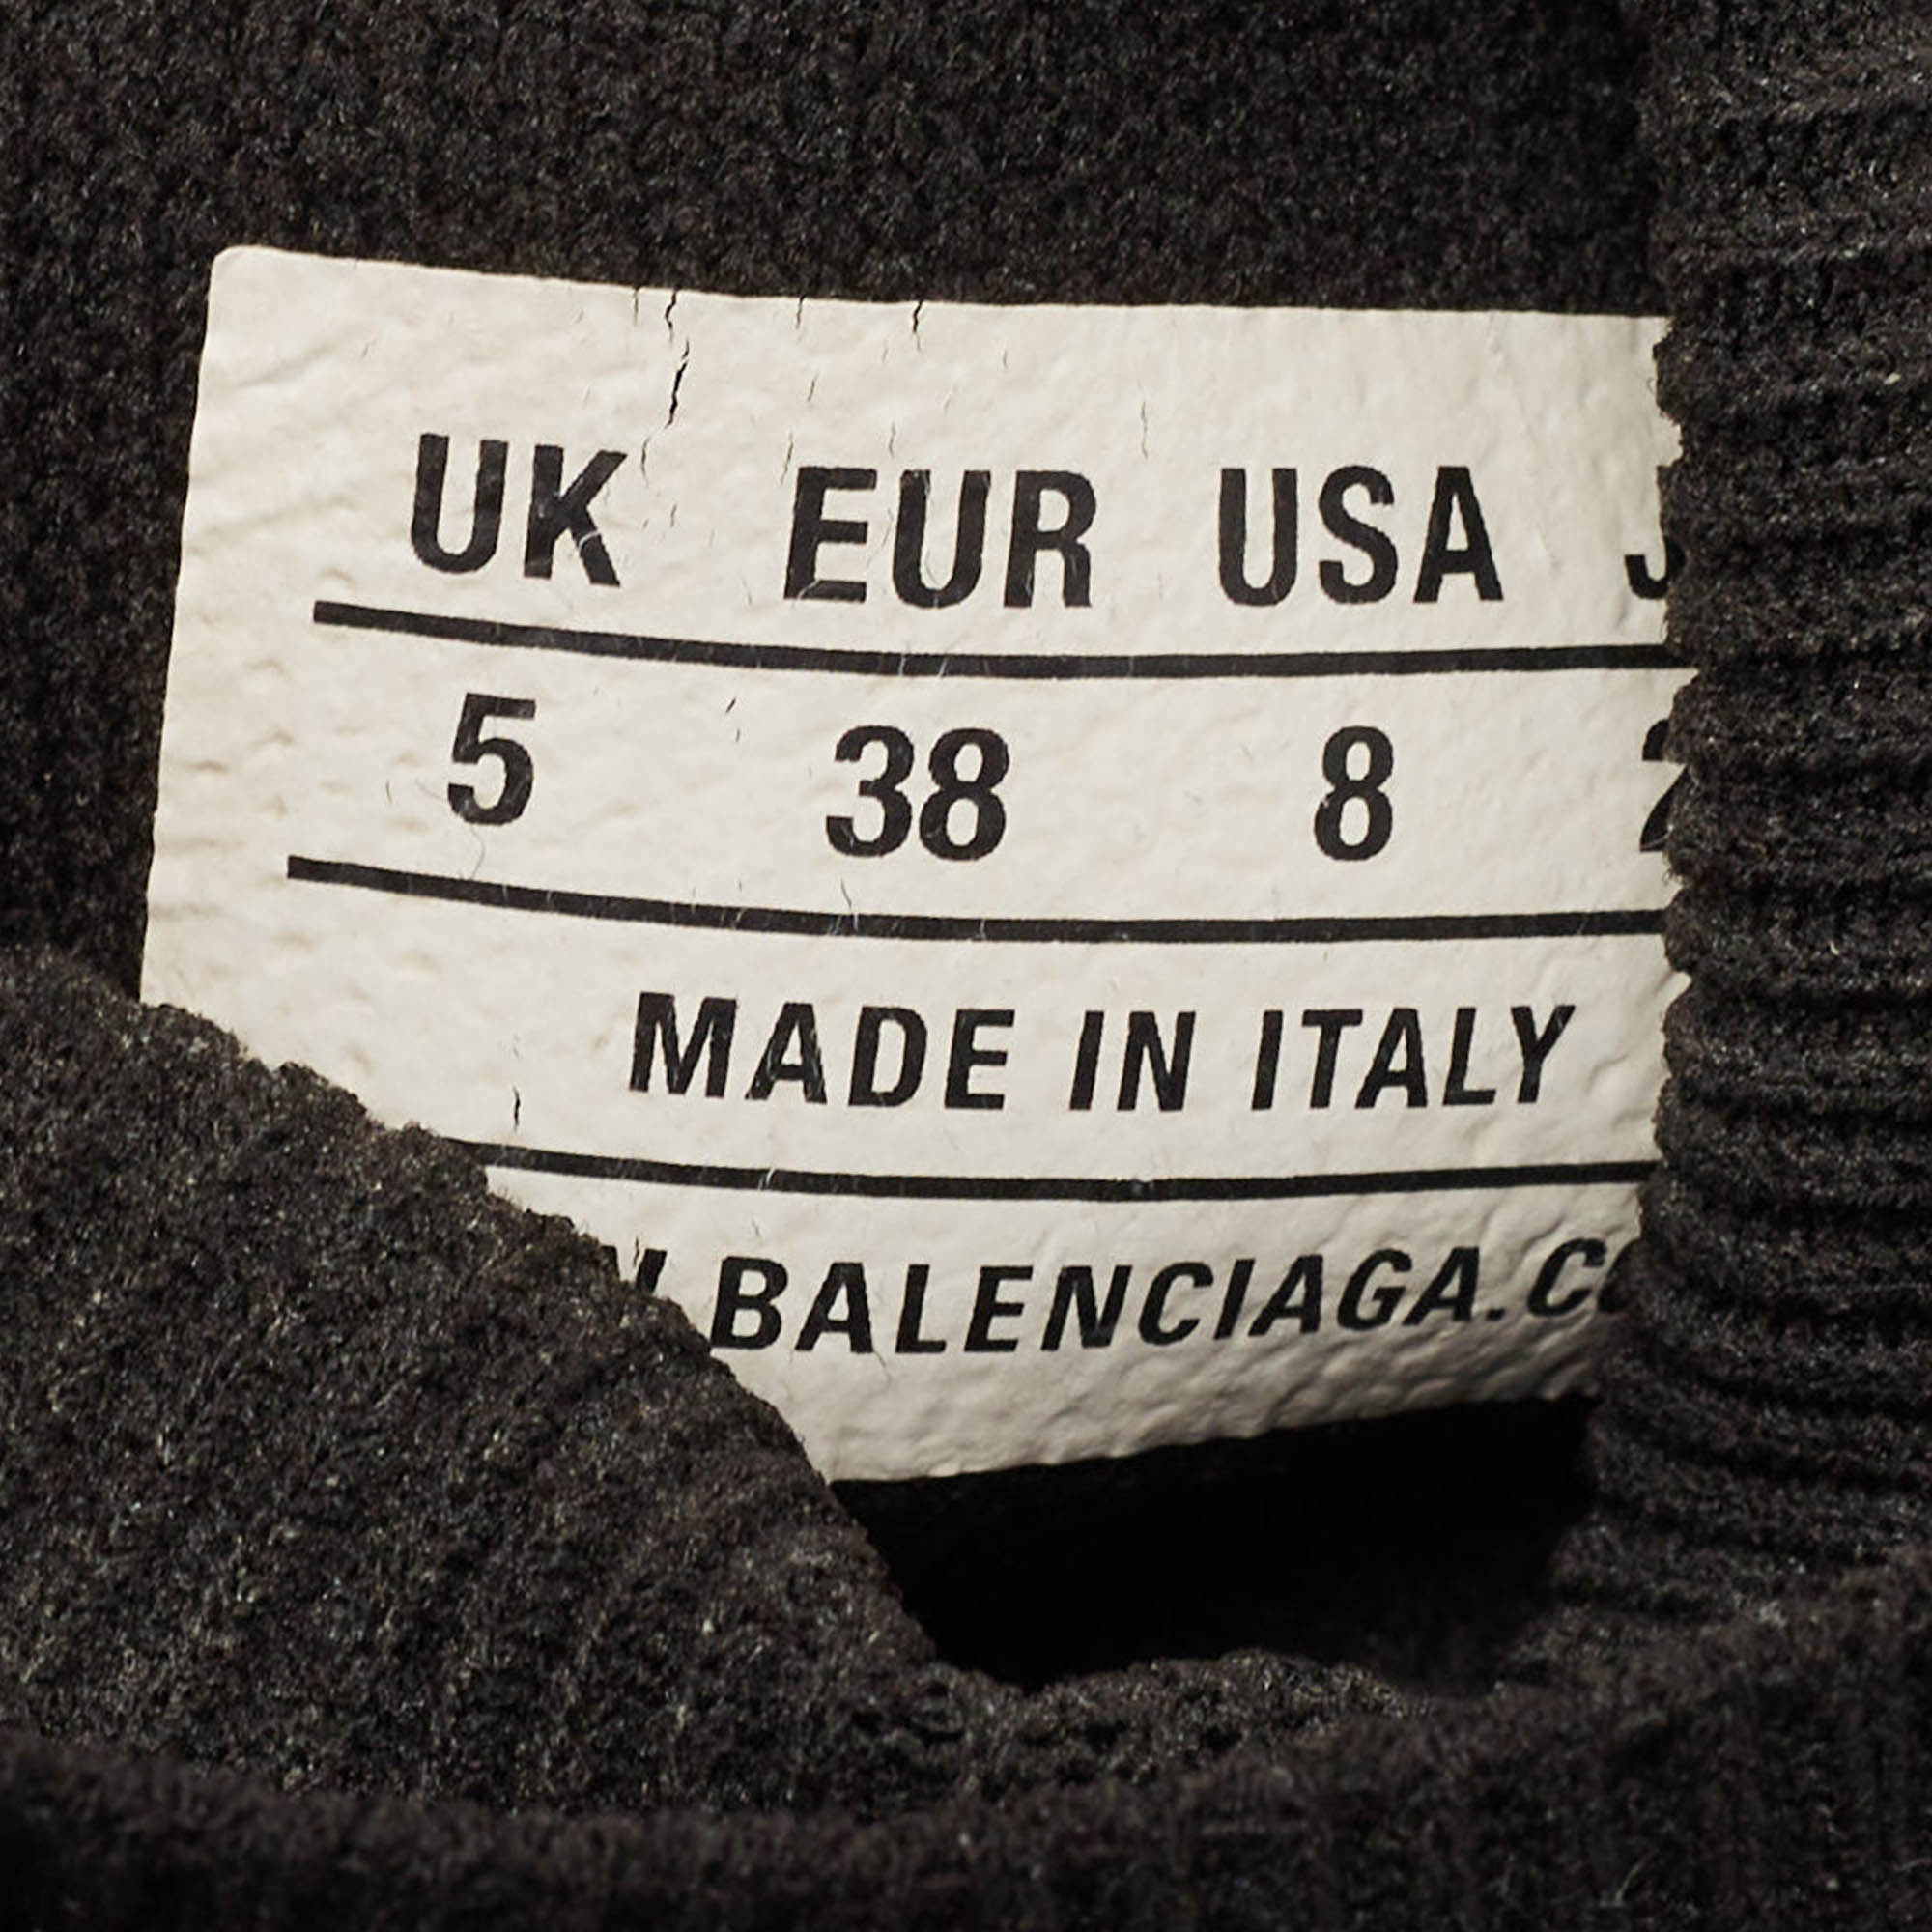 UK EUR USA
5 38 8
MADE IN ITALY
BALENCIAGA.